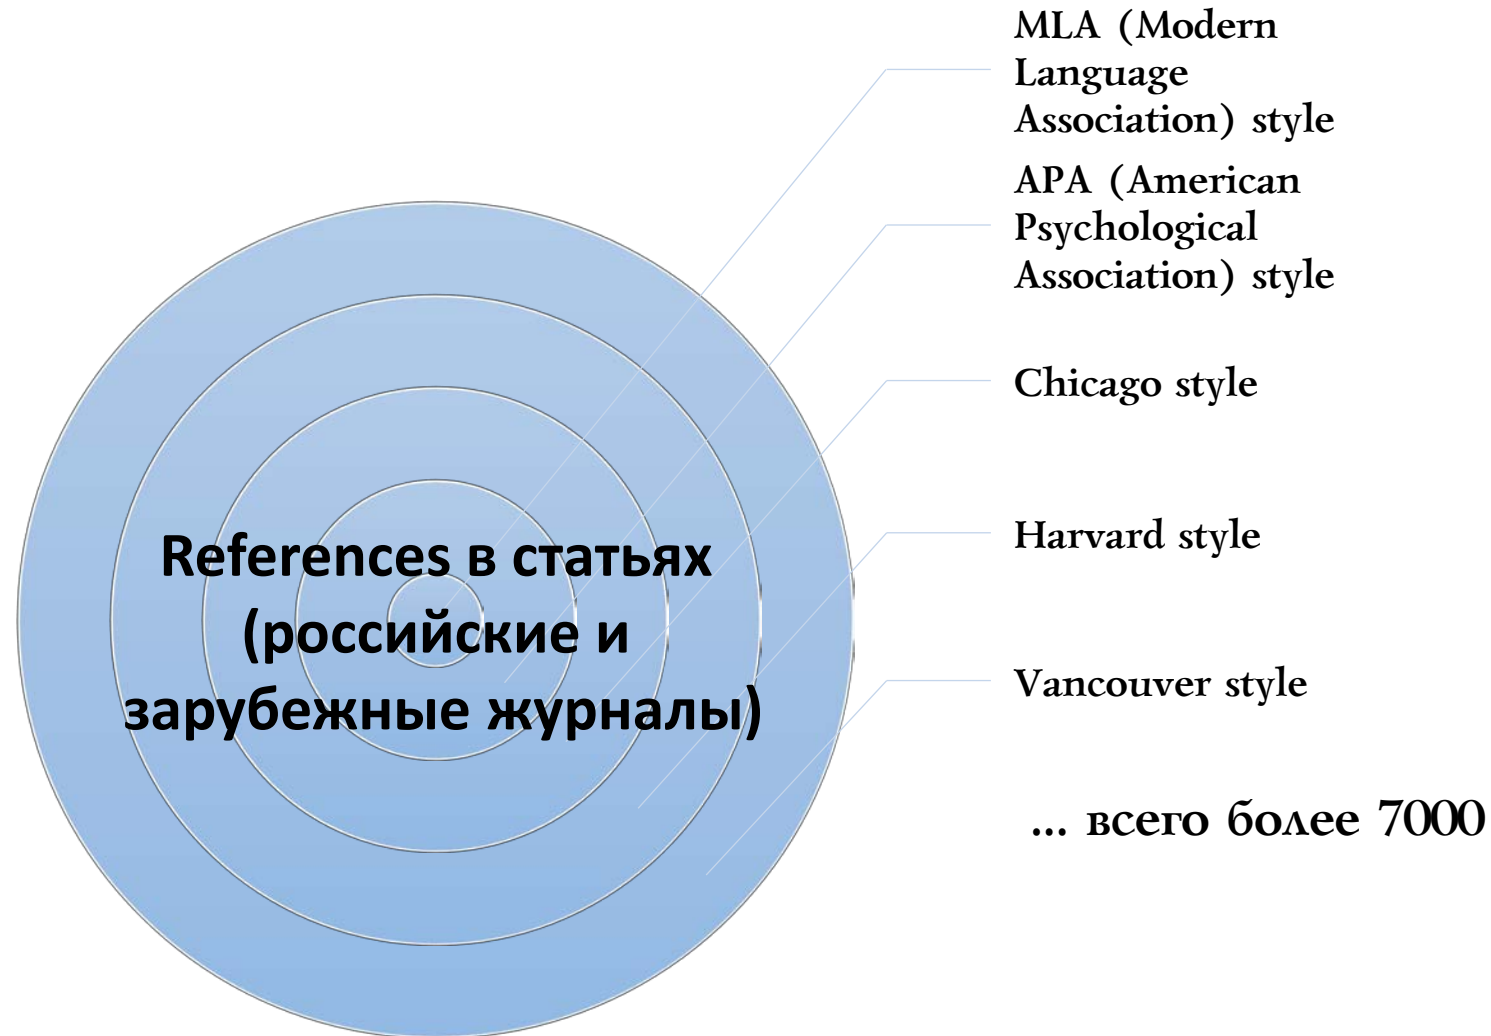 MLA (Modern
Language
Association) style
APA (American
Psychological
Association) style
Chicago style
Harvard style
Vancouver style
... всего более 7000
References в статьях
(российские и
зарубежные журналы)